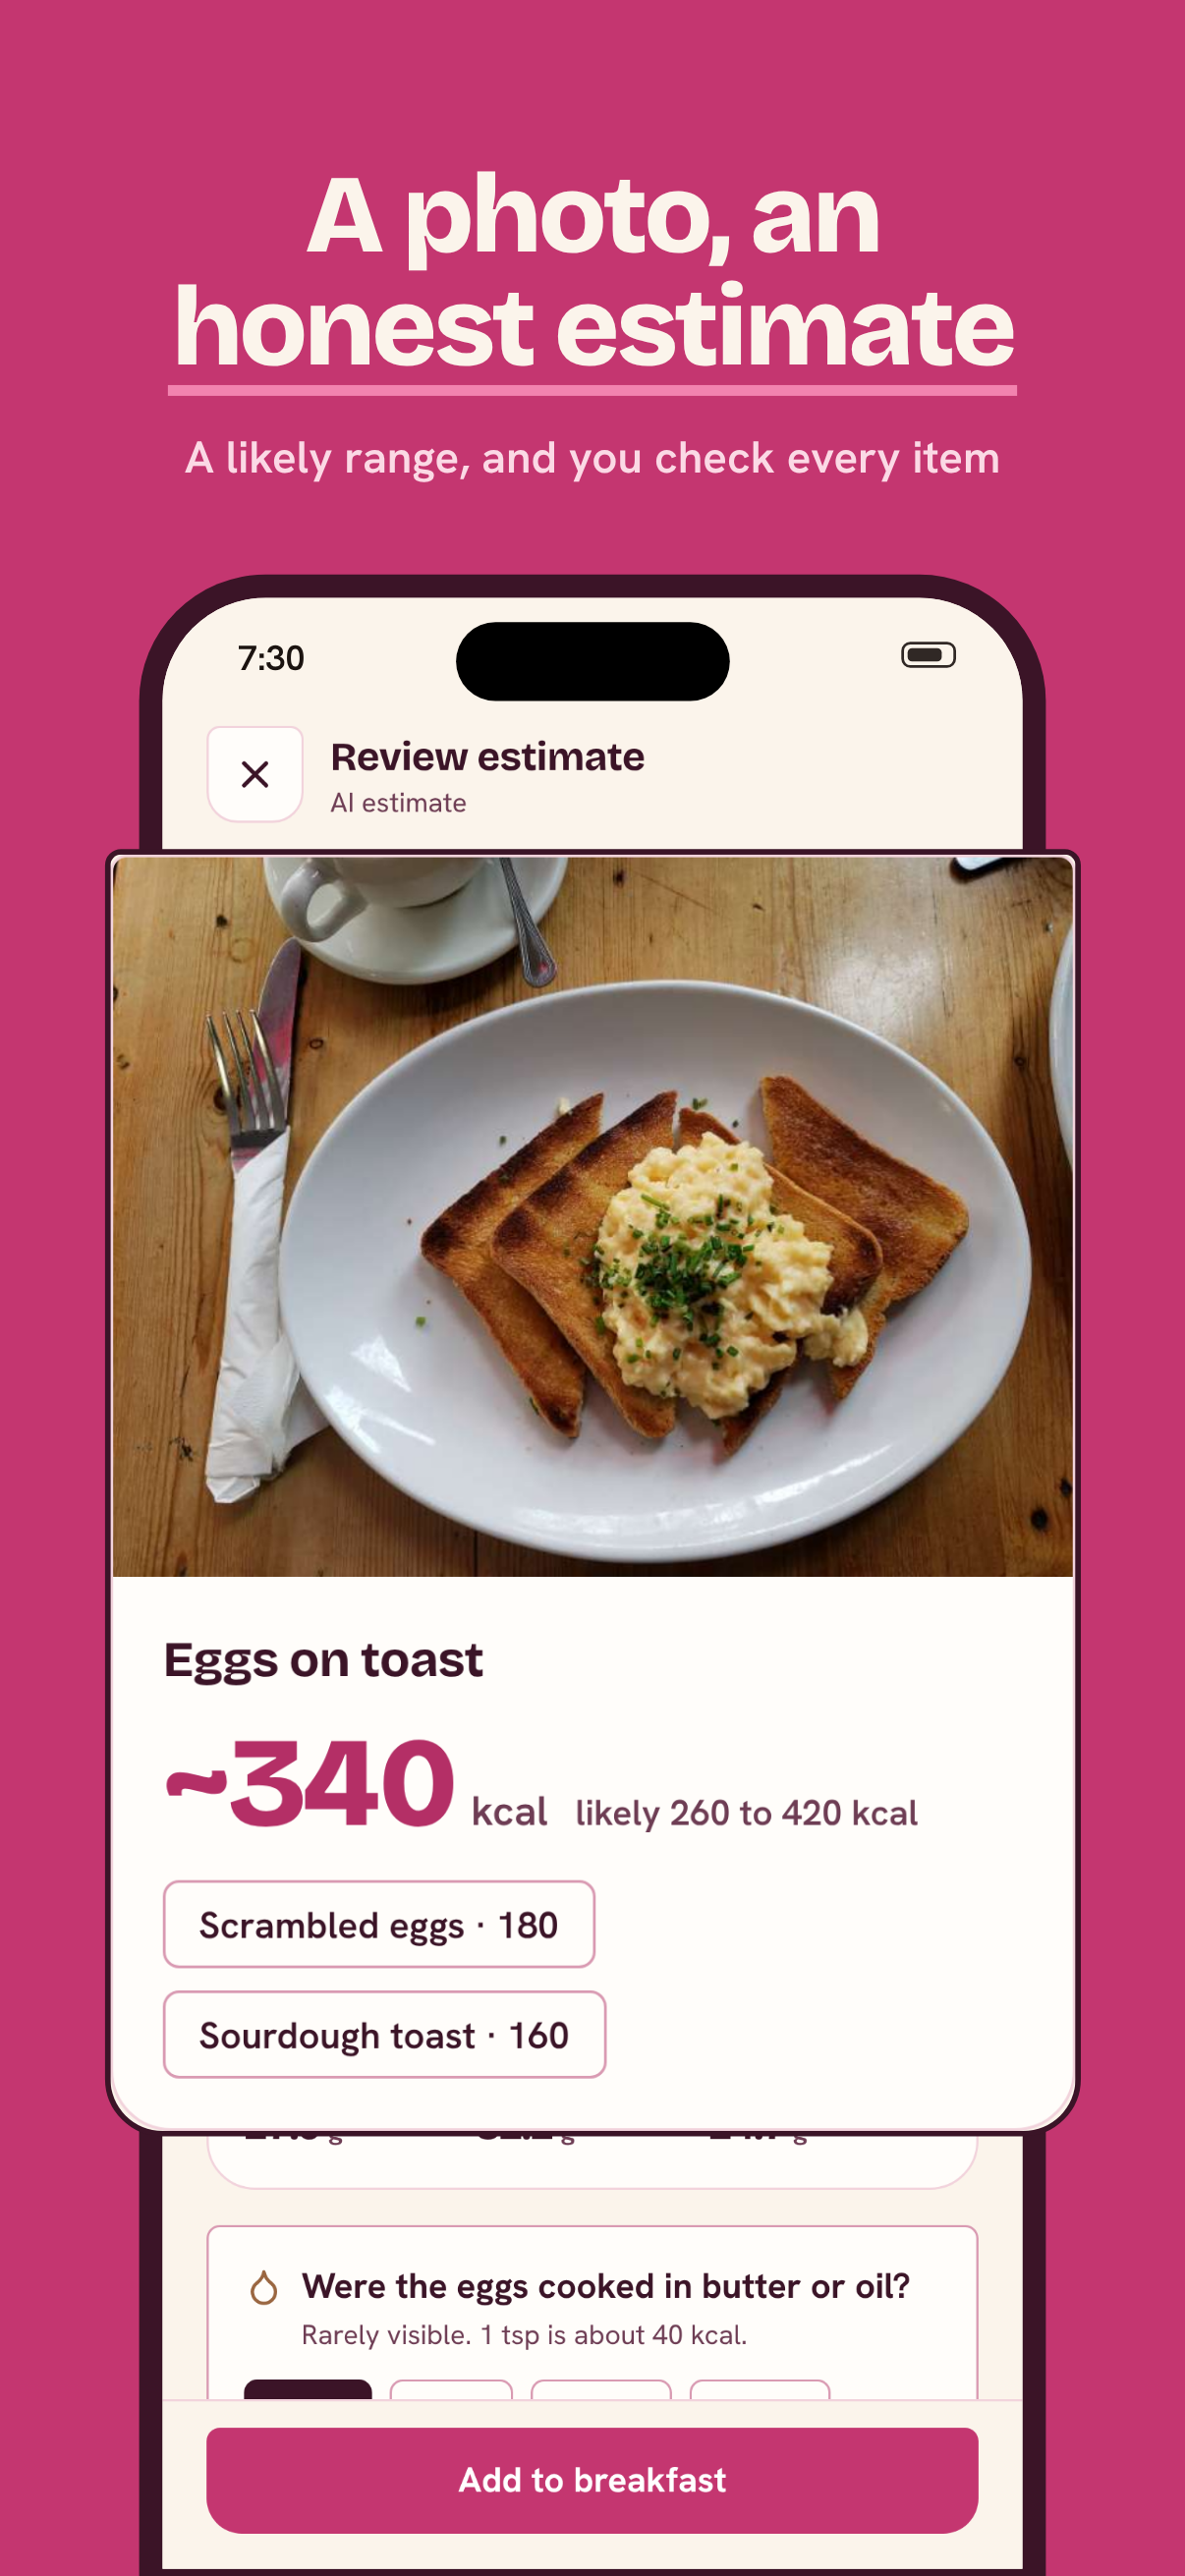 A photo, an
honest estimate
A likely range, and you check every item
7:30
Review estimate
AI estimate
Eggs on toast
~340 kcal likely 260 to 420 kcal
Scrambled eggs · 180
Sourdough toast · 160
g g g
Were the eggs cooked in butter or oil?
Rarely visible. 1 tsp is about 40 kcal.
Add to breakfast